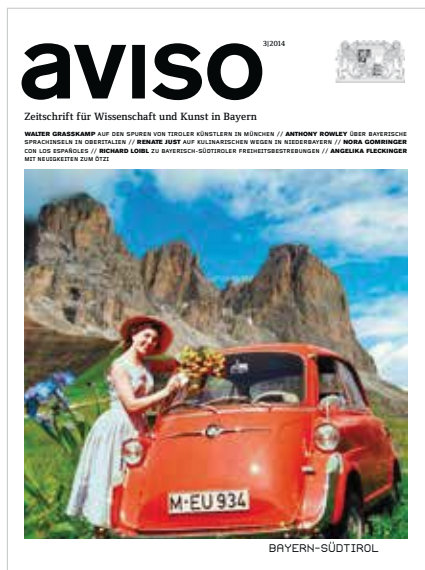 aviso
3|2014
Zeitschrift für Wissenschaft und Kunst in Bayern
WALTER GRASSKAMP AUF DEN SPUREN VON TIROLER KÜNSTLERN IN MÜNCHEN // ANTHONY ROWLEY ÜBER BAYERISCHE
SPRACHINSELN IN OBERITALIEN // RENATE JUST AUF KULINARISCHEN WEGEN IN NIEDERBAYERN // NORA GOMRINGER
CON LOS ESPAÑOLES // RICHARD LOIBL ZU BAYERISCH-SÜDTIROLER FREIHEITSBESTREBUNGEN // ANGELIKA FLECKINGER
MIT NEUIGKEITEN ZUM ÖTZI
M-EU 934
BAYERN-SÜDTIROL